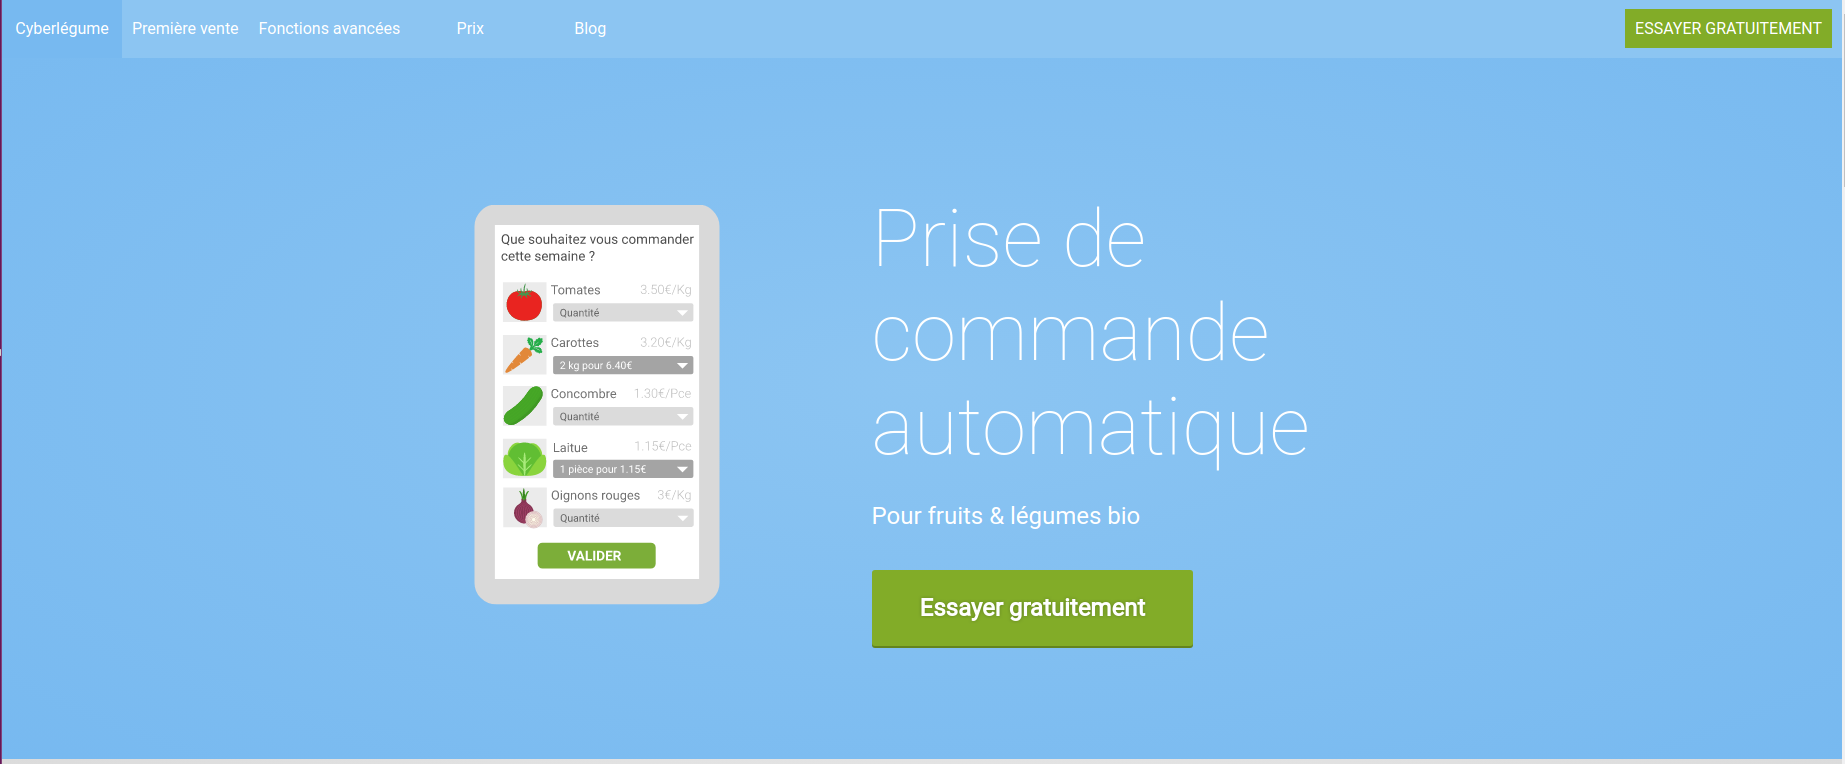 Cyberlégume
Première vente
Fonctions avancées
Prix
Blog
ESSAYER GRATUITEMENT
Que souhaitez vous commander
cette semaine ?
Tomates 3.50€/Kg
Quantité
Carottes 3.20€/Kg
2 kg pour 6.40€
Concombre 1.30€/Pce
Quantité
Laitue 1.15€/Pce
1 pièce pour 1.15€
Oignons rouges 3€/Kg
Quantité
VALIDER
Prise de
commande
automatique
Pour fruits & légumes bio
Essayer gratuitement